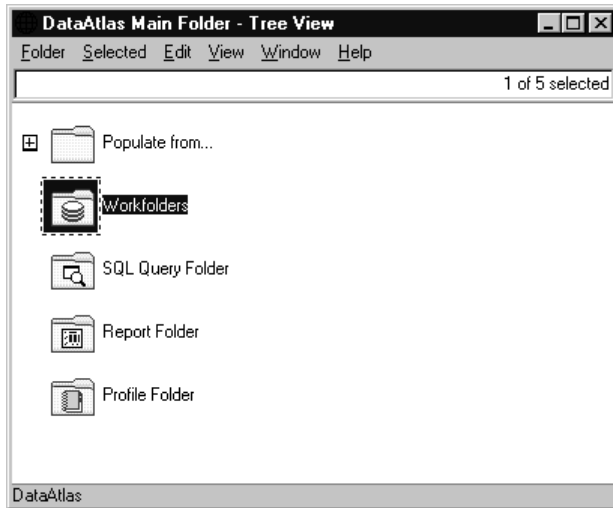 DataAtlas Main Folder - Tree View
Folder Selected Edit View Window Help
1 of 5 selected
Populate from...
Workfolders
SQL Query Folder
Report Folder
Profile Folder
DataAtlas